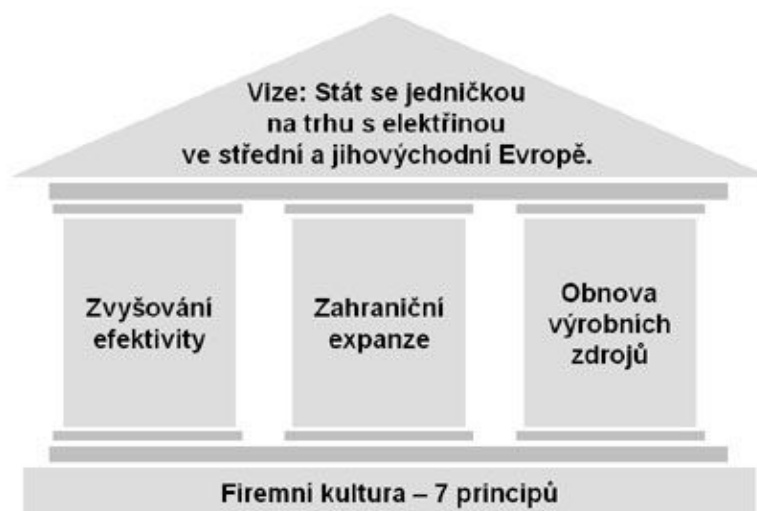 Vize: Stát se jedničkou
na trhu s elektřinou
ve střední a jihovýchodní Evropě.
Zvyšování
efektivity
Zahraniční
expanze
Obnova
výrobních
zdrojů
Firemní kultura – 7 principů